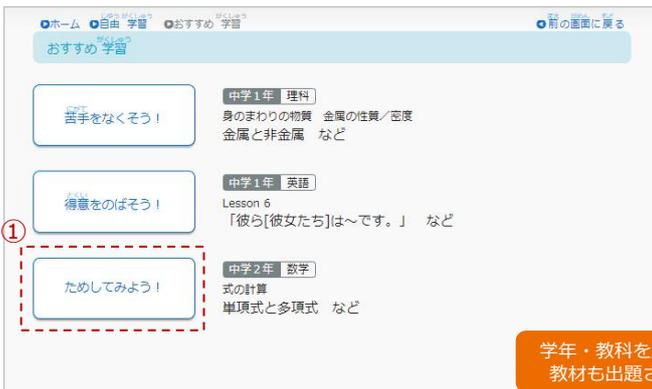 ホーム 自由 学習 おすすめ 学習 前の画面に戻る
おすすめ 学習
苦手をなくそう！
中学1年 理科
身のまわりの物質 金属の性質／密度
金属と非金属 など
得意をのばそう！
中学1年 英語
Lesson 6
「彼ら[彼女たち]は～です。」 など
①
ためしてみよう！
中学2年 数学
式の計算
単項式と多項式 など
学年・教科を
教材も出題さ